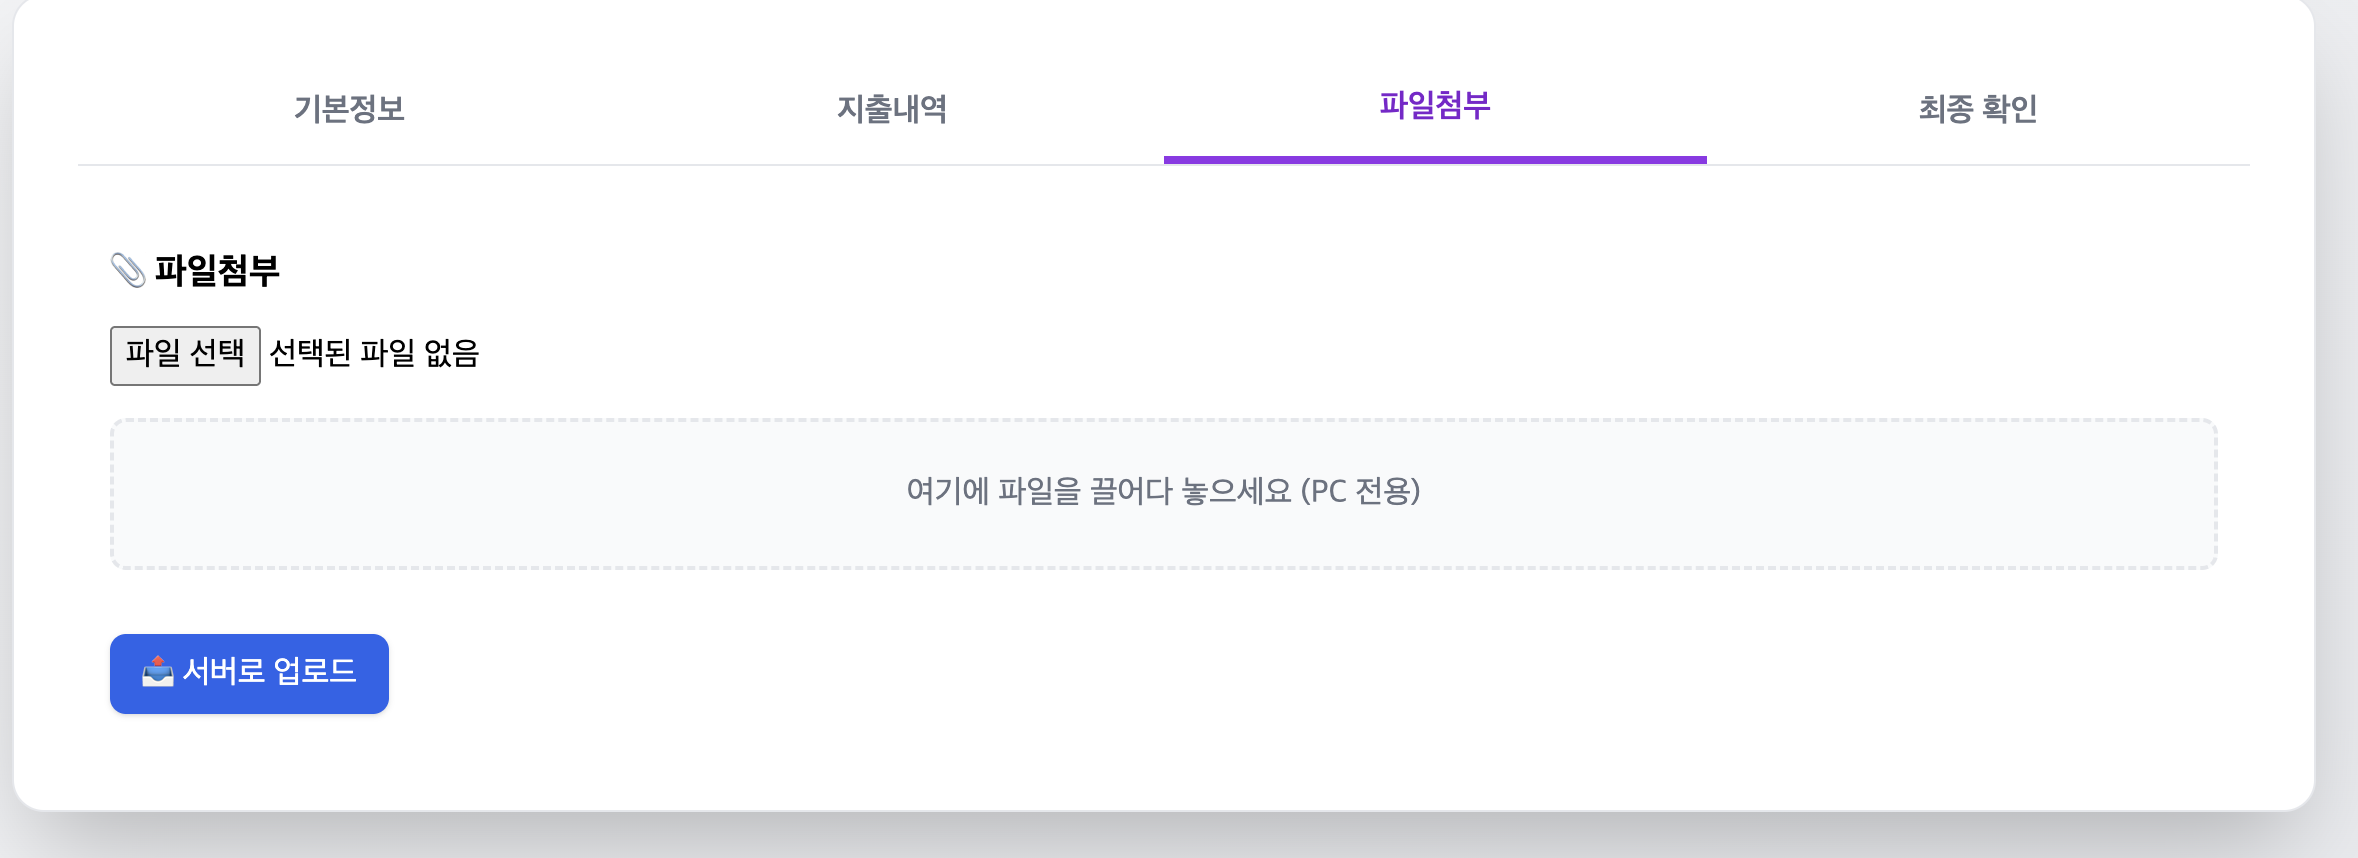 기본정보 지출내역 파일첨부 최종 확인
📎 파일첨부
파일 선택 선택된 파일 없음
여기에 파일을 끌어다 놓으세요 (PC 전용)
📤 서버로 업로드